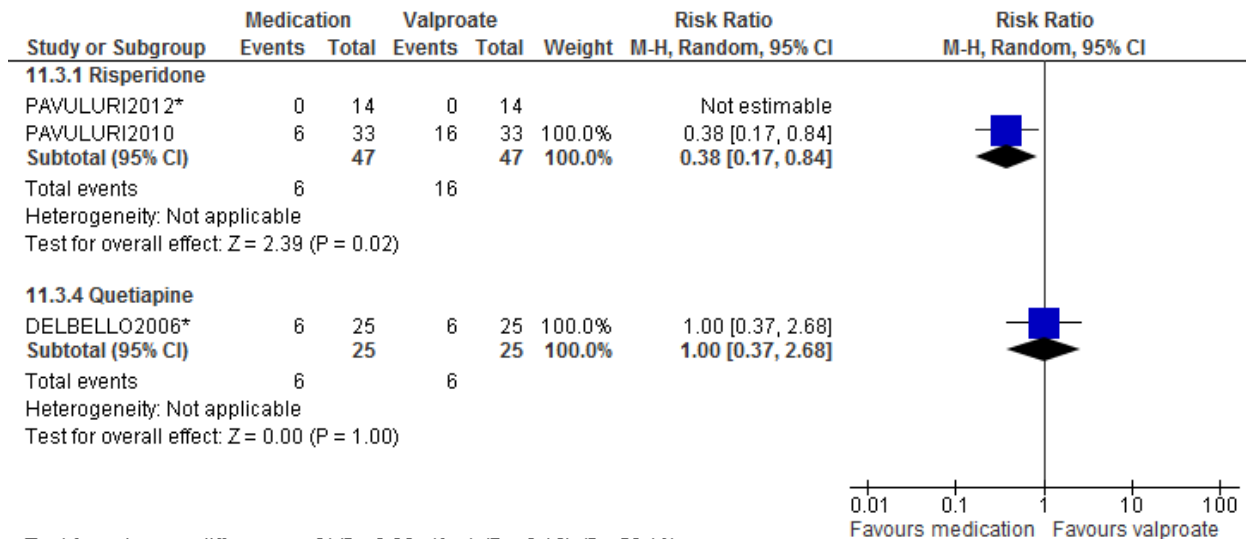 Medication Valproate Risk Ratio Risk Ratio
Study or Subgroup Events Total Events Total Weight M-H, Random, 95% CI M-H, Random, 95% CI
11.3.1 Risperidone
PAVULURI2012* 0 14 0 14 Not estimable
PAVULURI2010 6 33 16 33 100.0% 0.38 [0.17, 0.84]
Subtotal (95% CI) 47 47 100.0% 0.38 [0.17, 0.84]
Total events 6 16
Heterogeneity: Not applicable
Test for overall effect: Z = 2.39 (P = 0.02)
11.3.4 Quetiapine
DELBELLO2006* 6 25 6 25 100.0% 1.00 [0.37, 2.68]
Subtotal (95% CI) 25 25 100.0% 1.00 [0.37, 2.68]
Total events 6 6
Heterogeneity: Not applicable
Test for overall effect: Z = 0.00 (P = 1.00)
0.01 0.1 1 10 100
Favours medication Favours valproate